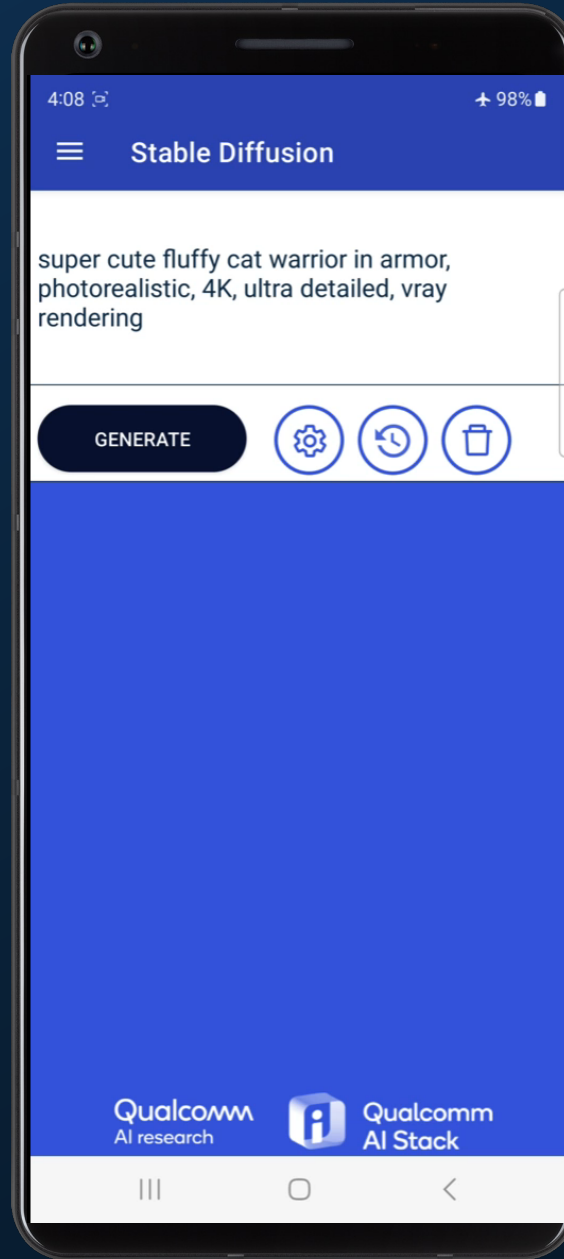 4:08
98%
Stable Diffusion
super cute fluffy cat warrior in armor,
photorealistic, 4K, ultra detailed, vray
rendering
GENERATE
Qualcomm
AI research
Qualcomm
AI Stack